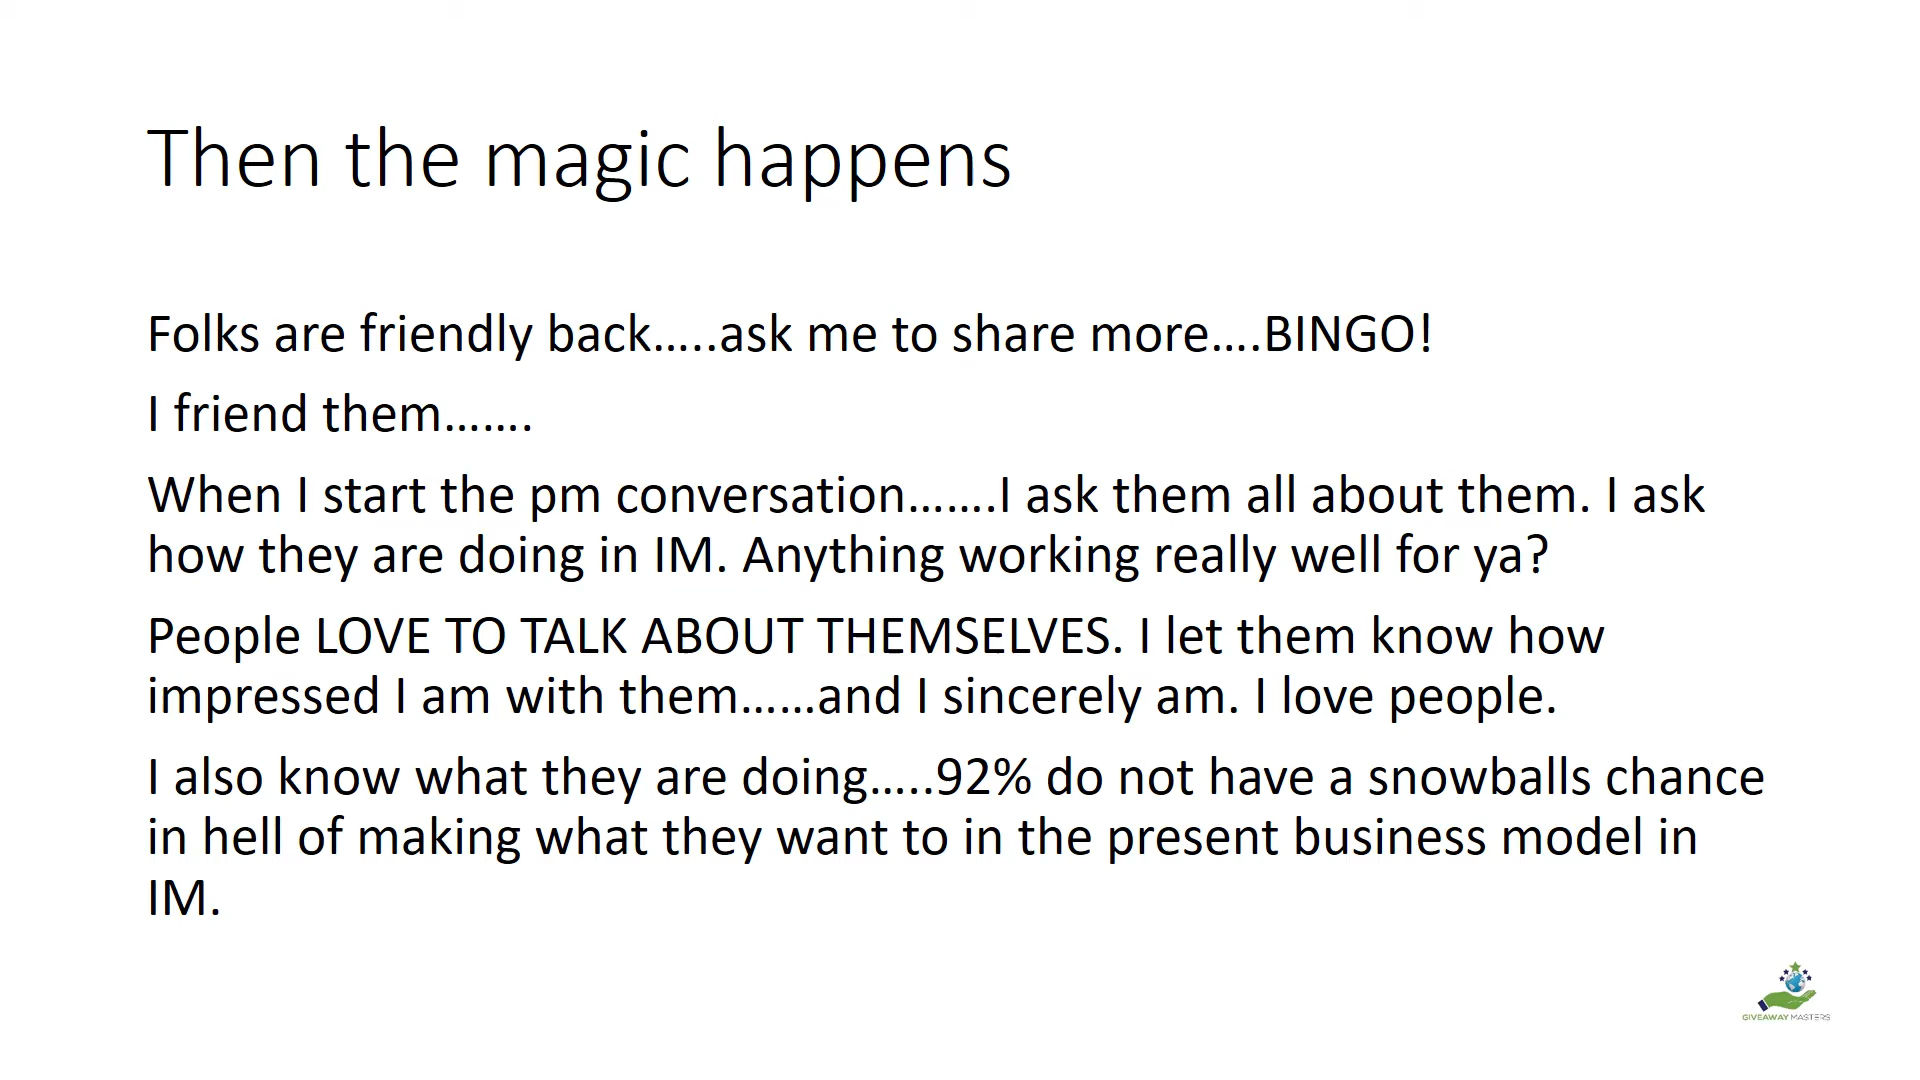 Then the magic happens
Folks are friendly back…..ask me to share more….BINGO!
I friend them…….
When I start the pm conversation…….I ask them all about them. I ask
how they are doing in IM. Anything working really well for ya?
People LOVE TO TALK ABOUT THEMSELVES. I let them know how
impressed I am with them……and I sincerely am. I love people.
I also know what they are doing…..92% do not have a snowballs chance
in hell of making what they want to in the present business model in
IM.
GIVEAWAY MASTERS